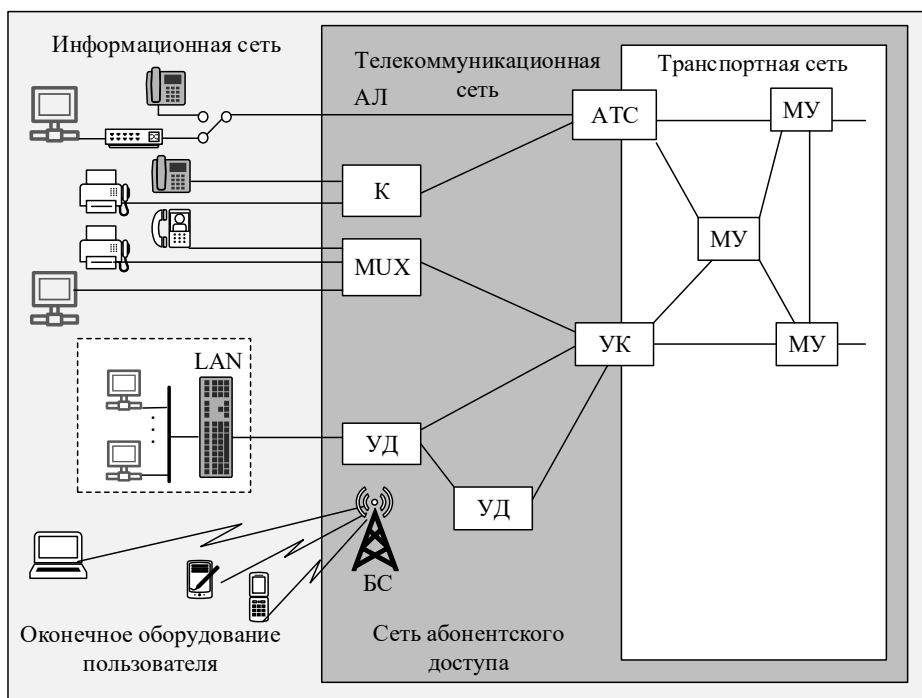 Информационная сеть
Телекоммуникационная
сеть
Транспортная сеть
АЛ
АТС
МУ
К
МУ
MUX
УК
МУ
LAN
УД
УД
БС
Оконечное оборудование
пользователя
Сеть абонентского
доступа